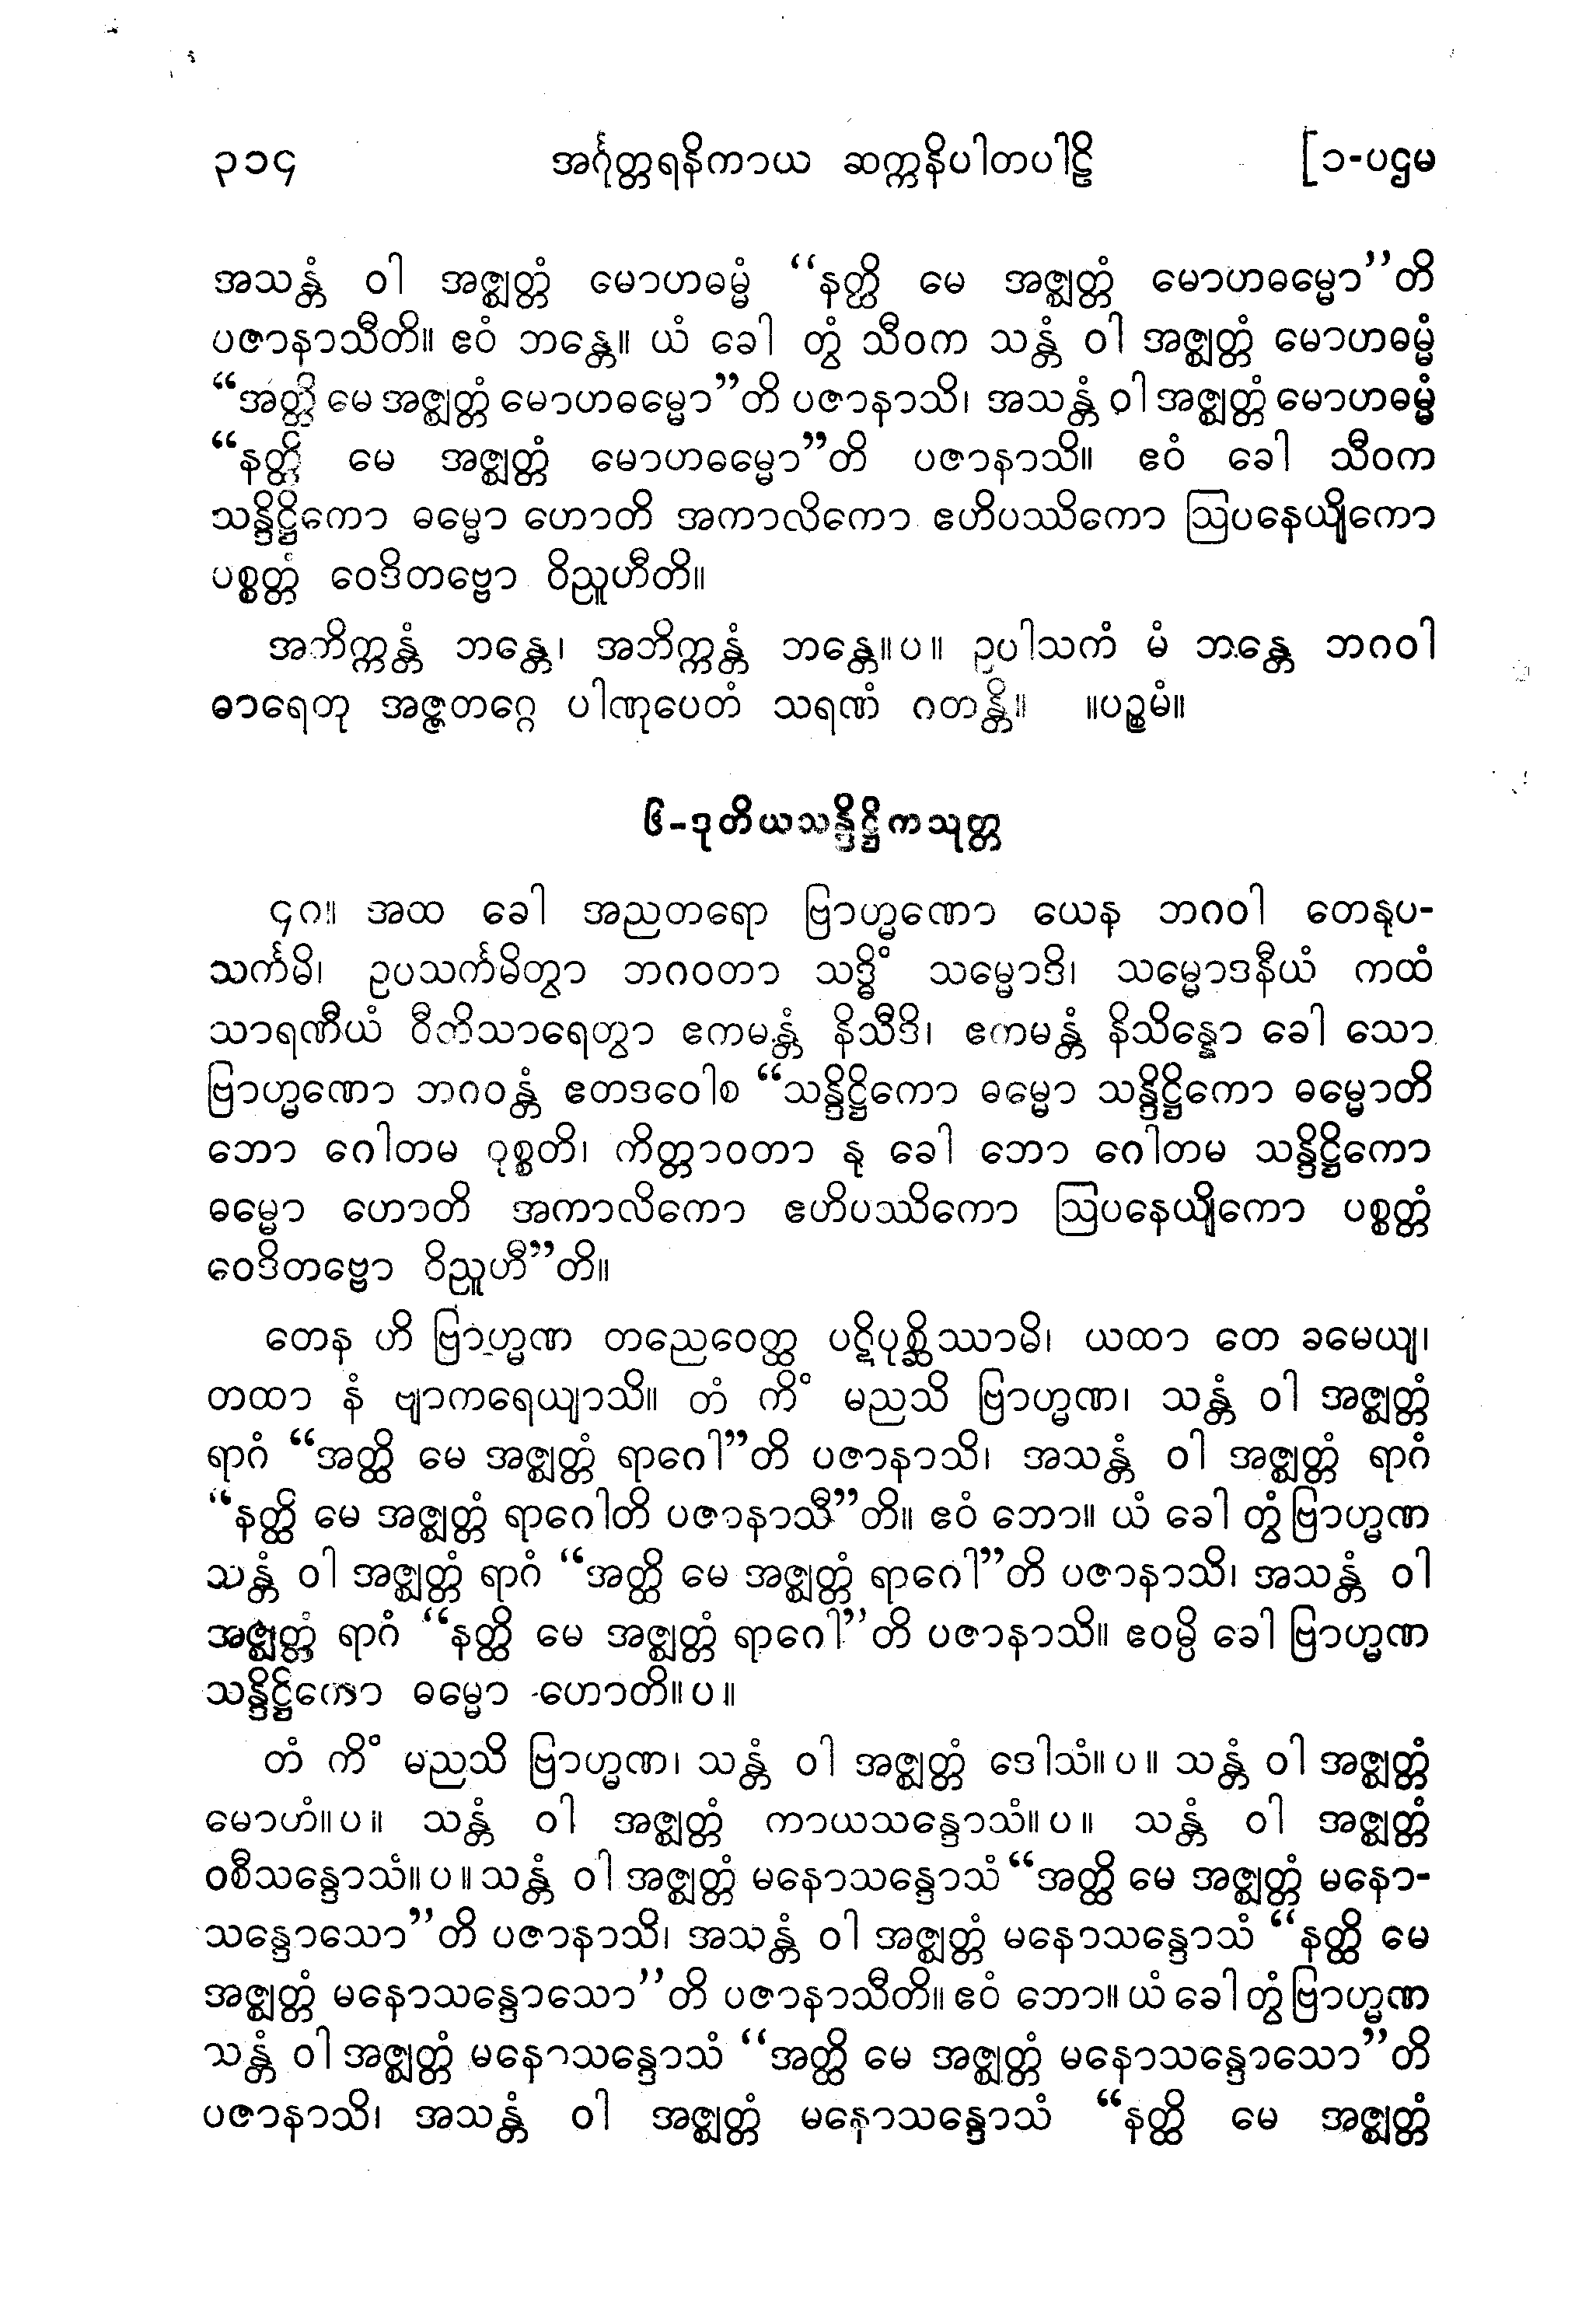 ၃၁၄ အင်္ဂုတ္တရနိကာယ ဆက္ကနိပါတပါဠိ [၁-ပဌမ
အသန္တံ ဝါ အဇ္ဈတ္တံ မောဟဓမ္မံ “နတ္ထိ မေ အဇ္ဈတ္တံ မောဟဓမ္မော”တိ
ပဇာနာသီတိ။ ဧဝံ ဘန္တေ။ ယံ ခေါ တွံ သီဝက သန္တံ ဝါ အဇ္ဈတ္တံ မောဟဓမ္မံ
“အတ္ထိ မေ အဇ္ဈတ္တံ မောဟဓမ္မော”တိ ပဇာနာသိ၊ အသန္တံ ဝါ အဇ္ဈတ္တံ မောဟဓမ္မံ
“နတ္ထိ မေ အဇ္ဈတ္တံ မောဟဓမ္မော”တိ ပဇာနာသိ။ ဧဝံ ခေါ သီဝက
သန္ဒိဋ္ဌိကော ဓမ္မော ဟောတိ အကာလိကော ဧဟိပဿိကော ဩပနေယျိကော
ပစ္စတ္တံ ဝေဒိတဗ္ဗော ဝိညူဟီတိ။
အဘိက္ကန္တံ ဘန္တေ၊ အဘိက္ကန္တံ ဘန္တေ။ပ။ ဥပါသကံ မံ ဘန္တေ ဘဂဝါ
ဓာရေတု အဇ္ဇတဂ္ဂေ ပါဏုပေတံ သရဏံ ဂတန္တိ။ ။ပဉ္စမံ။
၆-ဒုတိယသန္ဒိဋ္ဌိကသုတ္တ
၄၈။ အထ ခေါ အညတရော ဗြာဟ္မဏော ယေန ဘဂဝါ တေနုပ-
သင်္ကမိ၊ ဥပသင်္ကမိတွာ ဘဂဝတာ သဒ္ဓိံ သမ္မောဒိ၊ သမ္မောဒနီယံ ကထံ
သာရဏီယံ ဝီတိသာရေတွာ ဧကမန္တံ နိသီဒိ၊ ဧကမန္တံ နိသိန္နော ခေါ သော
ဗြာဟ္မဏော ဘဂဝန္တံ ဧတဒဝေါစ “သန္ဒိဋ္ဌိကော ဓမ္မော သန္ဒိဋ္ဌိကော ဓမ္မောတိ
ဘော ဂေါတမ ဝုစ္စတိ၊ ကိတ္တာဝတာ နု ခေါ ဘော ဂေါတမ သန္ဒိဋ္ဌိကော
ဓမ္မော ဟောတိ အကာလိကော ဧဟိပဿိကော ဩပနေယျိကော ပစ္စတ္တံ
ဝေဒိတဗ္ဗော ဝိညူဟီ”တိ။
တေန ဟိ ဗြာဟ္မဏ တညေဝေတ္ထ ပဋိပုစ္ဆိဿာမိ၊ ယထာ တေ ခမေယျ၊
တထာ နံ ဗျာကရေယျာသိ။ တံ ကိံ မညသိ ဗြာဟ္မဏ၊ သန္တံ ဝါ အဇ္ဈတ္တံ
ရာဂံ “အတ္ထိ မေ အဇ္ဈတ္တံ ရာဂေါ”တိ ပဇာနာသိ၊ အသန္တံ ဝါ အဇ္ဈတ္တံ ရာဂံ
“နတ္ထိ မေ အဇ္ဈတ္တံ ရာဂေါတိ ပဇာနာသီ”တိ။ ဧဝံ ဘော။ ယံ ခေါ တွံ ဗြာဟ္မဏ
သန္တံ ဝါ အဇ္ဈတ္တံ ရာဂံ “အတ္ထိ မေ အဇ္ဈတ္တံ ရာဂေါ”တိ ပဇာနာသိ၊ အသန္တံ ဝါ
အဇ္ဈတ္တံ ရာဂံ “နတ္ထိ မေ အဇ္ဈတ္တံ ရာဂေါ”တိ ပဇာနာသိ။ ဧဝမ္ပိ ခေါ ဗြာဟ္မဏ
သန္ဒိဋ္ဌိကော ဓမ္မော ဟောတိ။ပ။
တံ ကိံ မညသိ ဗြာဟ္မဏ၊ သန္တံ ဝါ အဇ္ဈတ္တံ ဒေါသံ။ပ။ သန္တံ ဝါ အဇ္ဈတ္တံ
မောဟံ။ပ။ သန္တံ ဝါ အဇ္ဈတ္တံ ကာယသန္ဒောသံ။ပ။ သန္တံ ဝါ အဇ္ဈတ္တံ
ဝစီသန္ဒောသံ။ပ။ သန္တံ ဝါ အဇ္ဈတ္တံ မနောသန္ဒောသံ “အတ္ထိ မေ အဇ္ဈတ္တံ မနော-
သန္ဒောသော”တိ ပဇာနာသိ၊ အသန္တံ ဝါ အဇ္ဈတ္တံ မနောသန္ဒောသံ “နတ္ထိ မေ
အဇ္ဈတ္တံ မနောသန္ဒောသော”တိ ပဇာနာသီတိ။ ဧဝံ ဘော။ ယံ ခေါ တွံ ဗြာဟ္မဏ
သန္တံ ဝါ အဇ္ဈတ္တံ မနောသန္ဒောသံ “အတ္ထိ မေ အဇ္ဈတ္တံ မနောသန္ဒောသော”တိ
ပဇာနာသိ၊ အသန္တံ ဝါ အဇ္ဈတ္တံ မနောသန္ဒောသံ “နတ္ထိ မေ အဇ္ဈတ္တံ